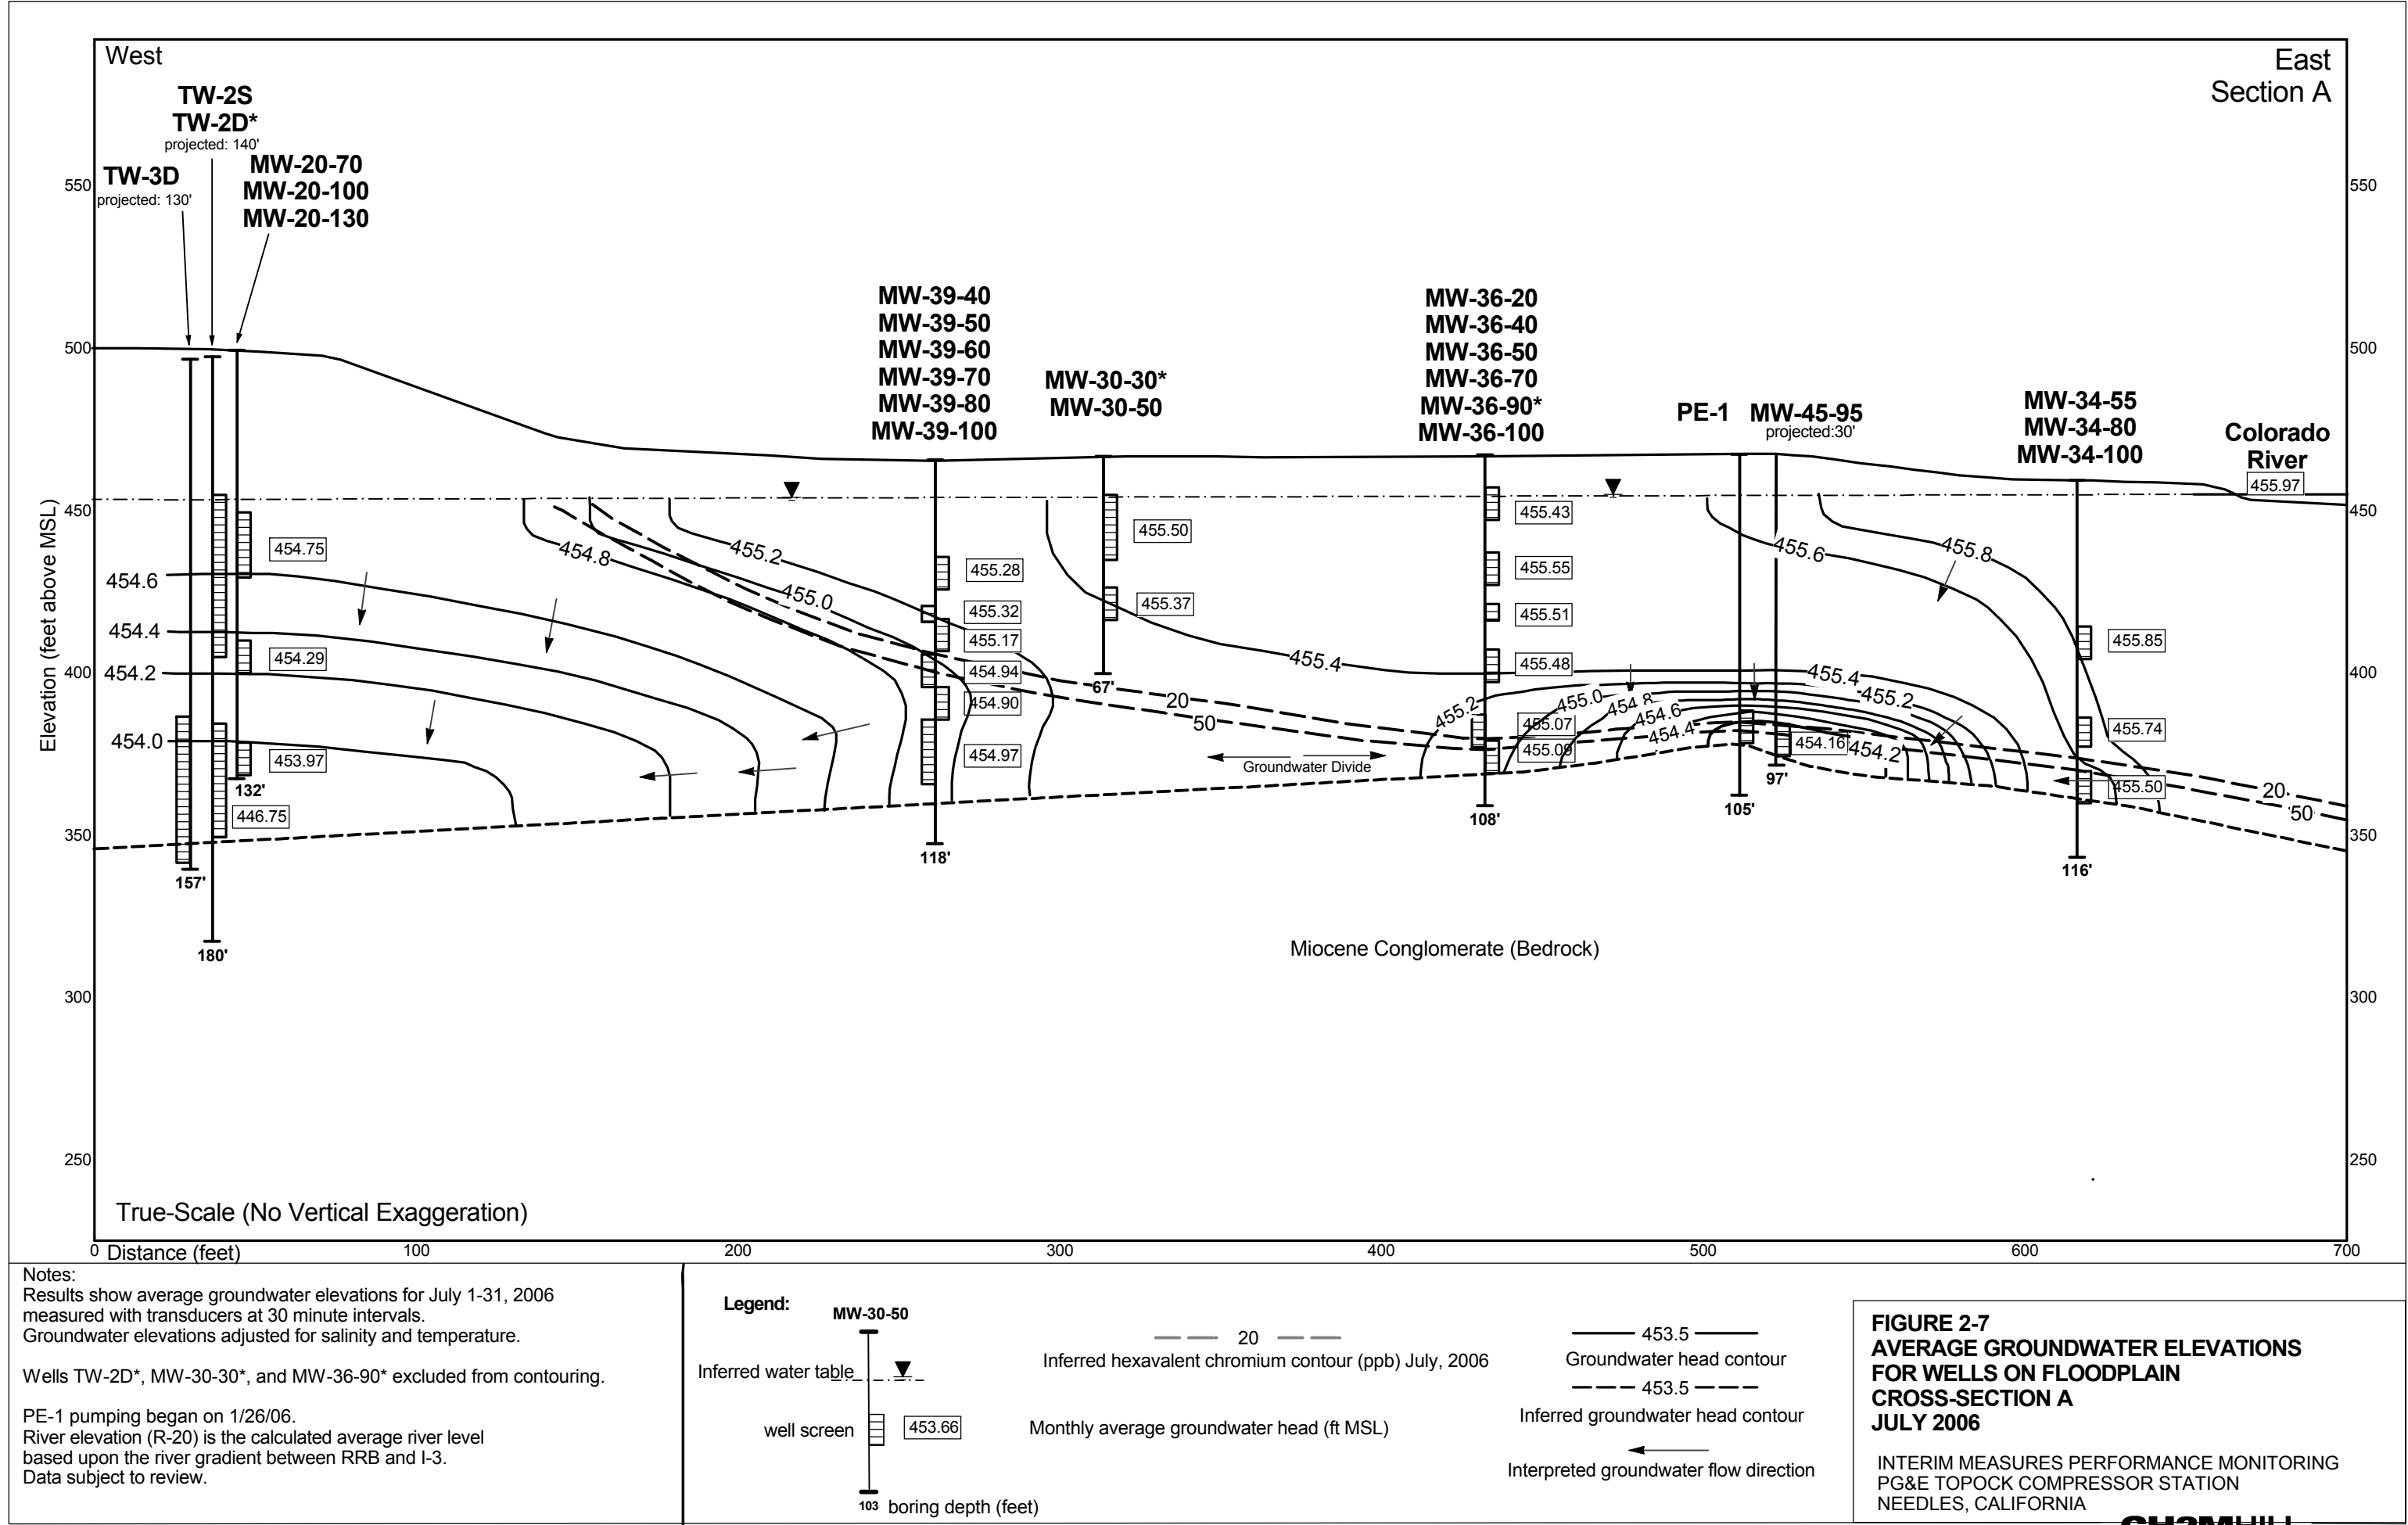 West
East
Section A
TW-2S
TW-2D*
projected: 140'
TW-3D
projected: 130'
MW-20-70
MW-20-100
MW-20-130
MW-39-40
MW-39-50
MW-39-60
MW-39-70
MW-39-80
MW-39-100
MW-30-30*
MW-30-50
MW-36-20
MW-36-40
MW-36-50
MW-36-70
MW-36-90*
MW-36-100
PE-1
MW-45-95
projected:30'
MW-34-55
MW-34-80
MW-34-100
Colorado
River
455.97
Elevation (feet above MSL)
550
500
450
400
350
300
250
550
500
450
400
350
300
250
454.6
454.4
454.2
454.0
454.75
454.29
453.97
446.75
132'
157'
180'
454.8
455.2
455.0
455.28
455.32
455.17
454.94
454.90
454.97
118'
455.50
455.37
67'
20
50
455.4
Groundwater Divide
455.43
455.55
455.51
455.48
455.07
455.09
108'
455.2
455.0
454.8
454.6
454.4
455.6
455.8
455.4
455.2
454.16
454.2
105'
97'
455.85
455.74
455.50
116'
20
50
Miocene Conglomerate (Bedrock)
True-Scale (No Vertical Exaggeration)
0 Distance (feet) 100 200 300 400 500 600 700
Notes:
Results show average groundwater elevations for July 1-31, 2006
measured with transducers at 30 minute intervals.
Groundwater elevations adjusted for salinity and temperature.
Wells TW-2D*, MW-30-30*, and MW-36-90* excluded from contouring.
PE-1 pumping began on 1/26/06.
River elevation (R-20) is the calculated average river level
based upon the river gradient between RRB and I-3.
Data subject to review.
Legend:
MW-30-50
Inferred water table
well screen
453.66
103 boring depth (feet)
20
Inferred hexavalent chromium contour (ppb) July, 2006
Monthly average groundwater head (ft MSL)
453.5
Groundwater head contour
453.5
Inferred groundwater head contour
Interpreted groundwater flow direction
FIGURE 2-7
AVERAGE GROUNDWATER ELEVATIONS
FOR WELLS ON FLOODPLAIN
CROSS-SECTION A
JULY 2006
INTERIM MEASURES PERFORMANCE MONITORING
PG&E TOPOCK COMPRESSOR STATION
NEEDLES, CALIFORNIA
CH2MHILL